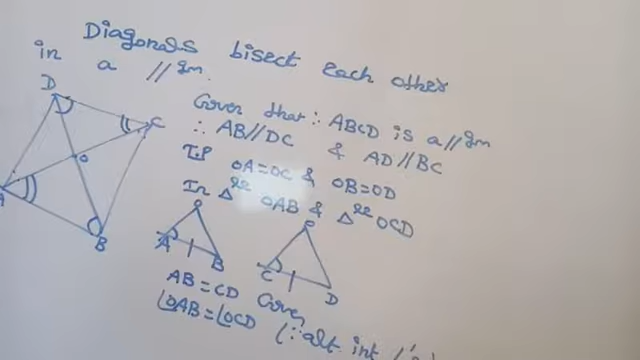 Diagonals bisect each other
in a //gm.
Given that: ABCD is a //gm
∴ AB//DC & AD//BC
T.P OA=OC & OB=OD
In Δˡᵉ OAB & Δˡᵉ OCD
D
C
O
A
B
O
A
B
O
C
D
AB=CD Given
∠OAB=∠OCD (∵alt int